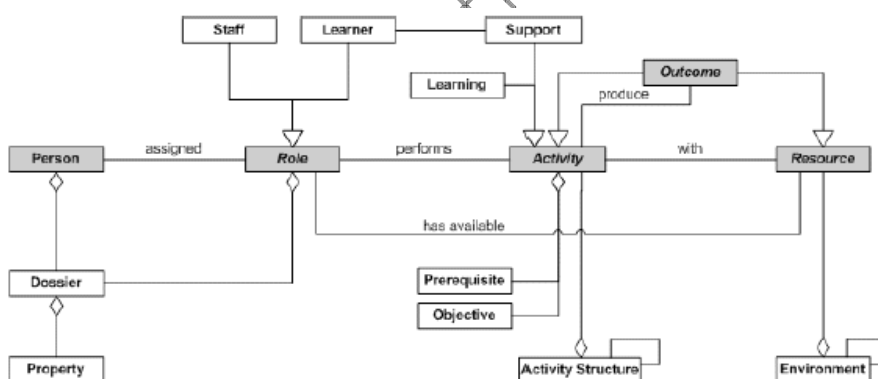 Staff
Learner
Support
Outcome
Learning
produce
Person
assigned
Role
performs
Activity
with
Resource
has available
Prerequisite
Dossier
Objective
Property
Activity Structure
Environment